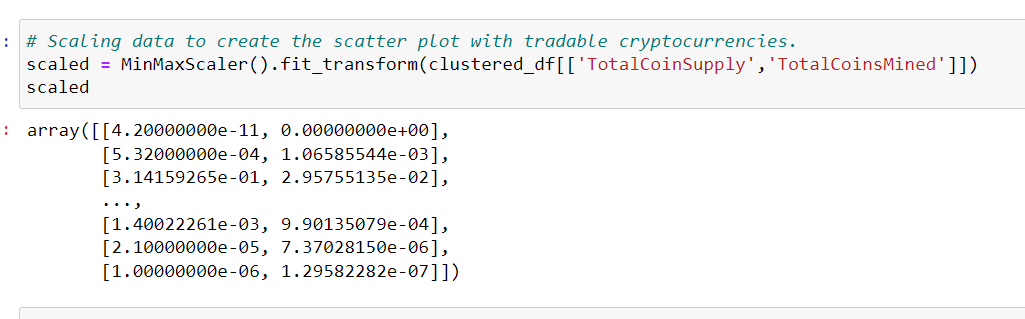 : # Scaling data to create the scatter plot with tradable cryptocurrencies.
scaled = MinMaxScaler().fit_transform(clustered_df[['TotalCoinSupply','TotalCoinsMined']])
scaled
: array([[4.20000000e-11, 0.00000000e+00],
[5.32000000e-04, 1.06585544e-03],
[3.14159265e-01, 2.95755135e-02],
...,
[1.40022261e-03, 9.90135079e-04],
[2.10000000e-05, 7.37028150e-06],
[1.00000000e-06, 1.29582282e-07]])